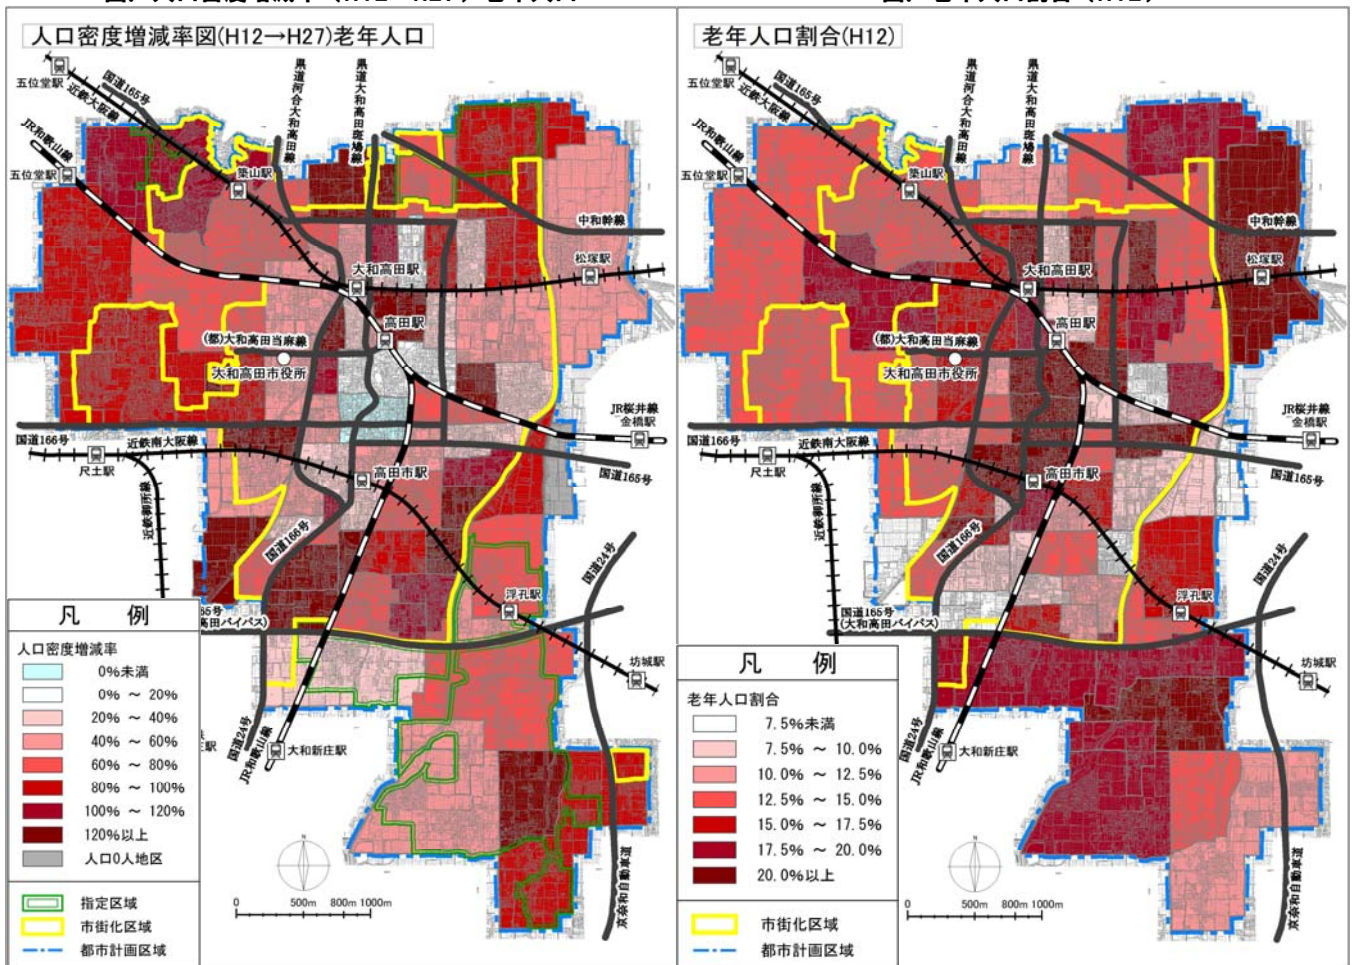 人口密度増減率図(H12→H27)老年人口
五位堂駅
国道165号
近鉄大阪線
県道河合大和高田線
県道大和高田斑鳩線
JR和歌山線
五位堂駅
築山駅
中和幹線
大和高田駅
松塚駅
高田駅
(都)大和高田当麻線
大和高田市役所
JR桜井線
金橋駅
国道166号
近鉄南大阪線
尺土駅
高田市駅
国道165号
近鉄御所線
国道166号
国道24号
浮孔駅
65号
高田バイパス)
坊城駅
国道24号
JR和歌山線
大和新庄駅
京奈和自動車道
凡 例
人口密度増減率
0%未満
0% ～ 20%
20% ～ 40%
40% ～ 60%
60% ～ 80%
80% ～ 100%
100% ～ 120%
120%以上
人口0人地区
指定区域
市街化区域
都市計画区域
0 500m 800m 1000m
老年人口割合(H12)
五位堂駅
国道165号
近鉄大阪線
県道河合大和高田線
県道大和高田斑鳩線
JR和歌山線
五位堂駅
築山駅
中和幹線
大和高田駅
松塚駅
高田駅
(都)大和高田当麻線
大和高田市役所
JR桜井線
金橋駅
国道166号
近鉄南大阪線
尺土駅
高田市駅
国道165号
近鉄御所線
国道166号
国道24号
浮孔駅
国道165号
(大和高田バイパス)
坊城駅
国道24号
JR和歌山線
大和新庄駅
京奈和自動車道
凡 例
老年人口割合
7.5%未満
7.5% ～ 10.0%
10.0% ～ 12.5%
12.5% ～ 15.0%
15.0% ～ 17.5%
17.5% ～ 20.0%
20.0%以上
市街化区域
都市計画区域
0 500m 800m 1000m